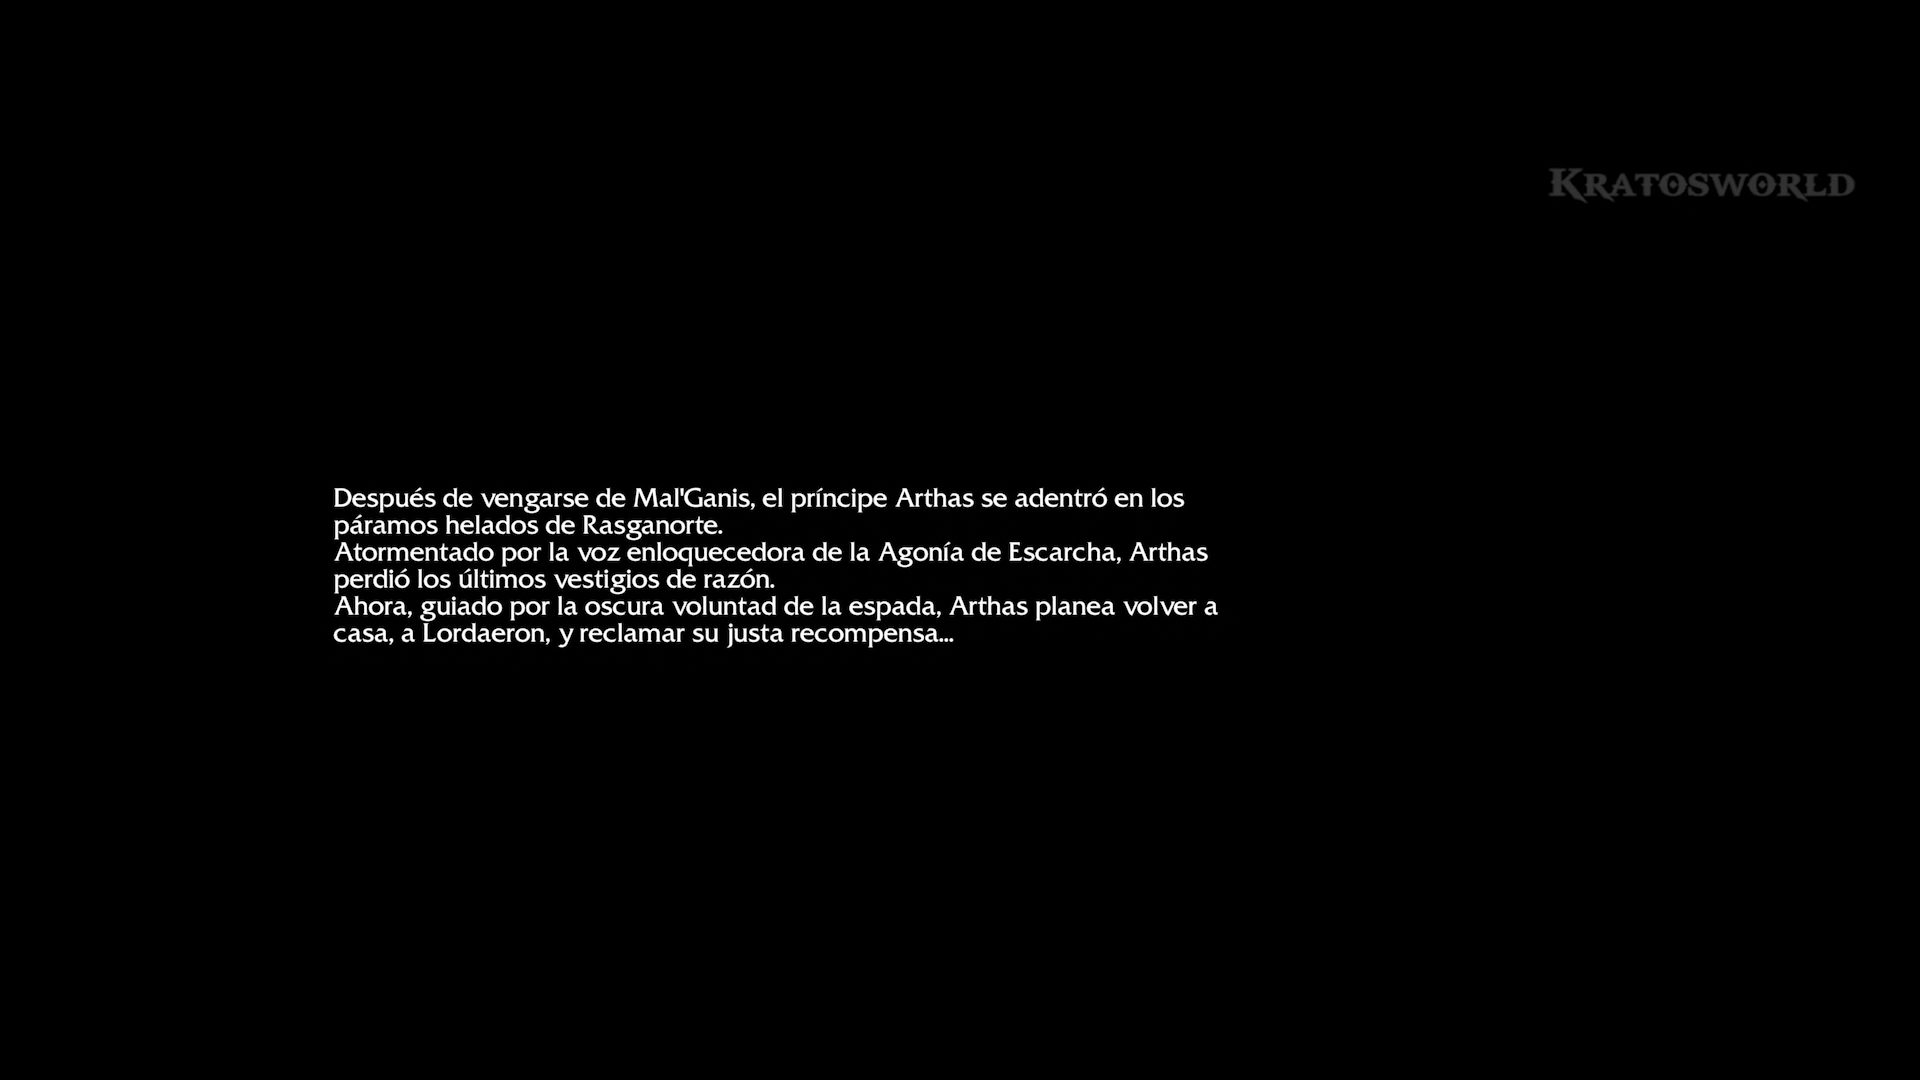 KRATOSWORLD
Después de vengarse de Mal'Ganis, el príncipe Arthas se adentró en los
páramos helados de Rasganorte.
Atormentado por la voz enloquecedora de la Agonía de Escarcha, Arthas
perdió los últimos vestigios de razón.
Ahora, guiado por la oscura voluntad de la espada, Arthas planea volver a
casa, a Lordaeron, y reclamar su justa recompensa...